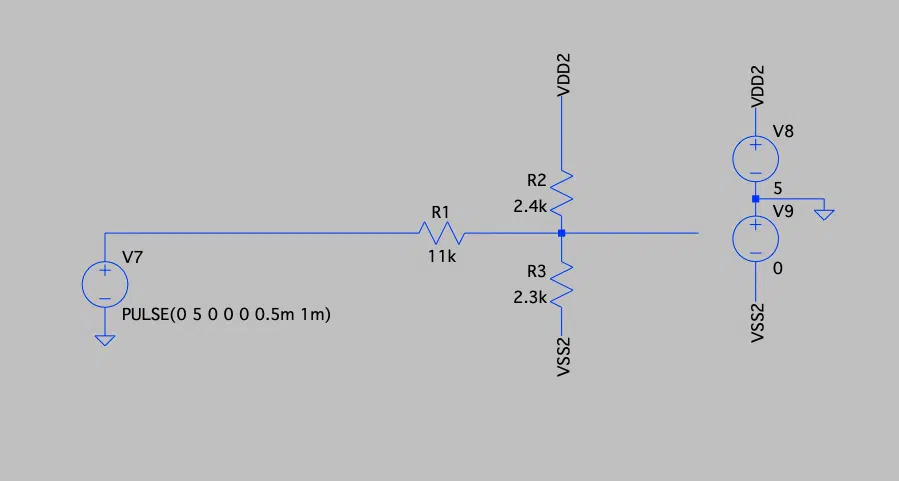 VDD2
VDD2
V8
R2
2.4k
5
R1
V9
11k
V7
R3
2.3k
0
PULSE(0 5 0 0 0 0.5m 1m)
VSS2
VSS2